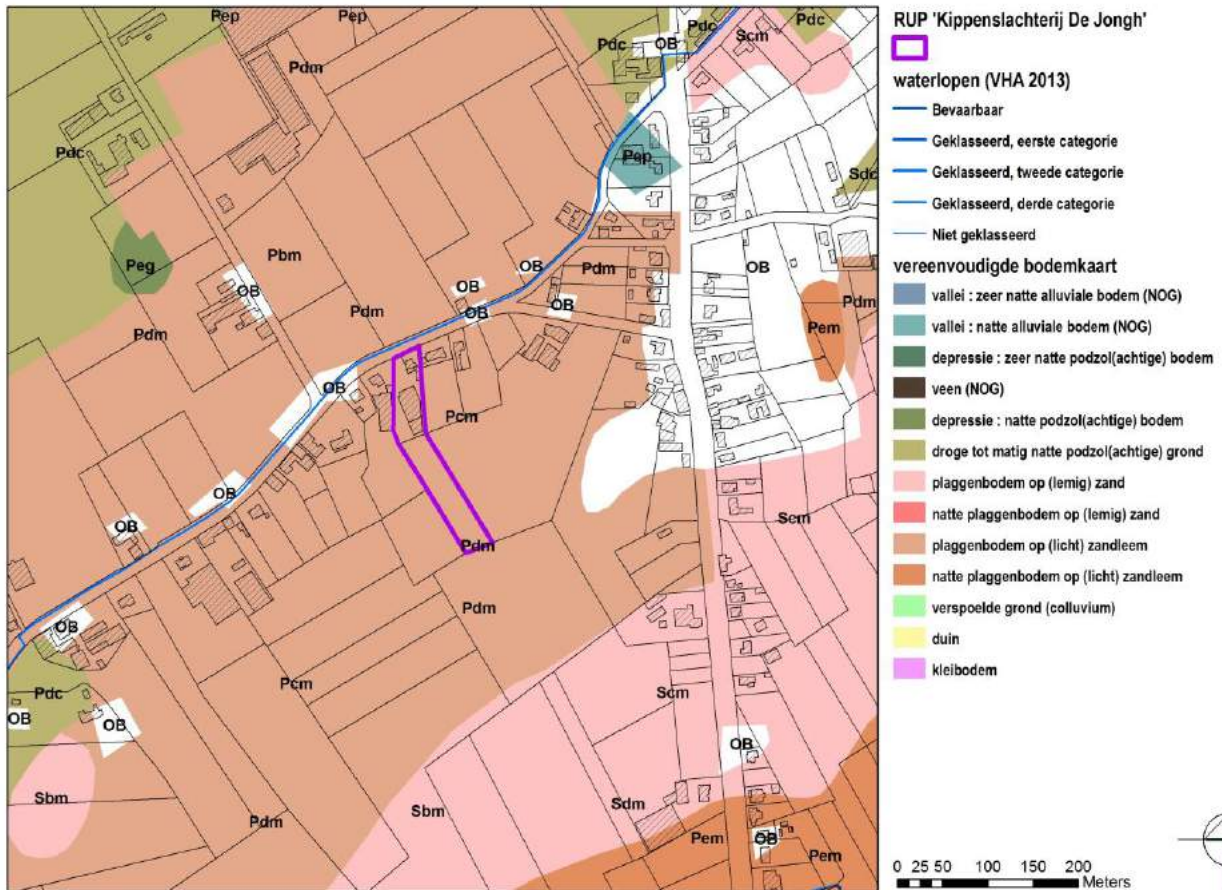 Pep
Pep
Pdc
OB
Pdc
Scm
Pdc
Pdm
Pdc
Pep
Sdc
Peg
Pbm
OB
OB
OB
Pdm
OB
Pdm
Pdm
OB
OB
Pem
Pdm
OB
Pcm
OB
OB
Scm
Pdm
Pdm
OB
Pcm
Pdc
Scm
OB
OB
OB
Sbm
Pdm
Sbm
Sdm
Pem
OB
Pem
RUP 'Kippenslachterij De Jongh'
waterlopen (VHA 2013)
Bevaarbaar
Geklasseerd, eerste categorie
Geklasseerd, tweede categorie
Geklasseerd, derde categorie
Niet geklasseerd
vereenvoudigde bodemkaart
vallei : zeer natte alluviale bodem (NOG)
vallei : natte alluviale bodem (NOG)
depressie : zeer natte podzol(achtige) bodem
veen (NOG)
depressie : natte podzol(achtige) bodem
droge tot matig natte podzol(achtige) grond
plaggenbodem op (lemig) zand
natte plaggenbodem op (lemig) zand
plaggenbodem op (licht) zandleem
natte plaggenbodem op (licht) zandleem
verspoelde grond (colluvium)
duin
kleibodem
0 25 50 100 150 200
Meters